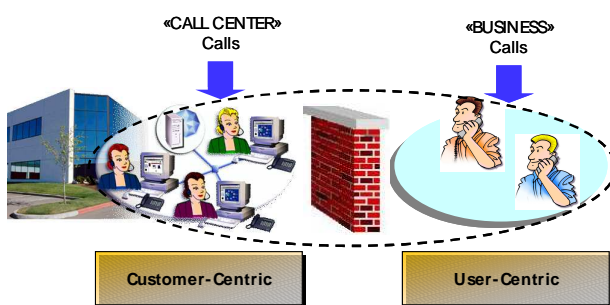 «CALL CENTER»
Calls
«BUSINESS»
Calls
Customer-Centric
User-Centric